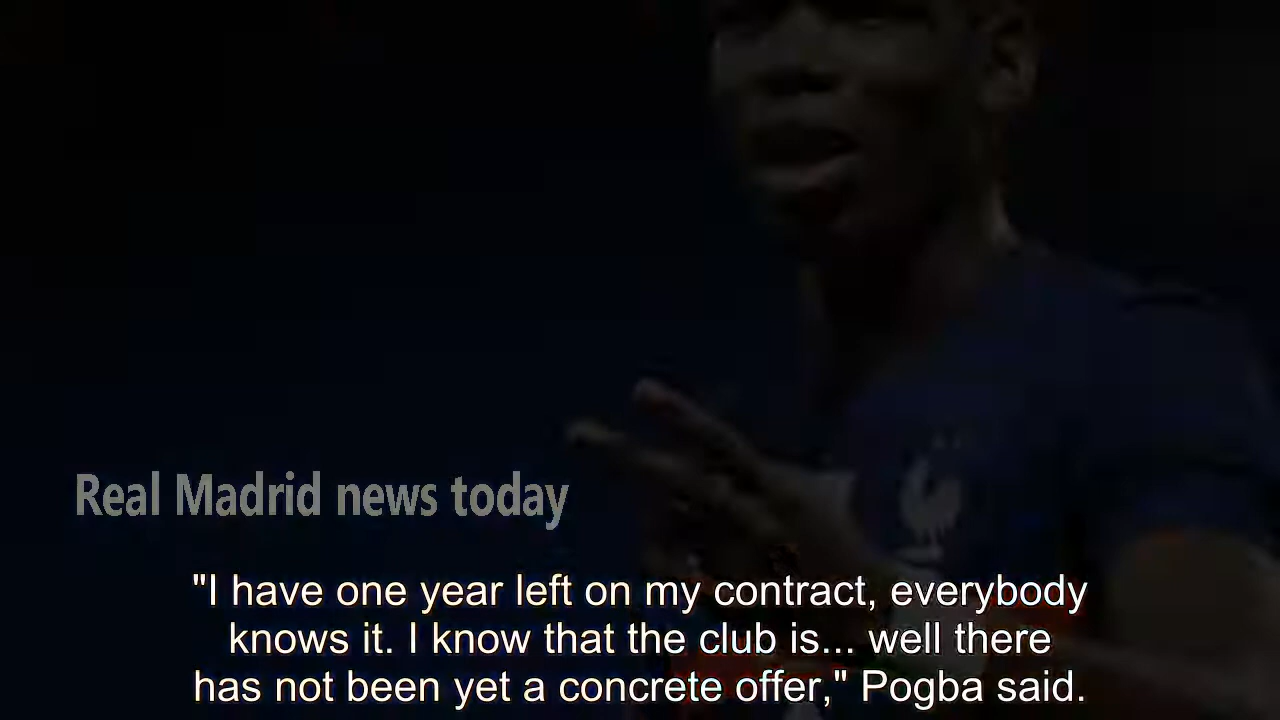 Real Madrid news today
"I have one year left on my contract, everybody
knows it. I know that the club is... well there
has not been yet a concrete offer," Pogba said.